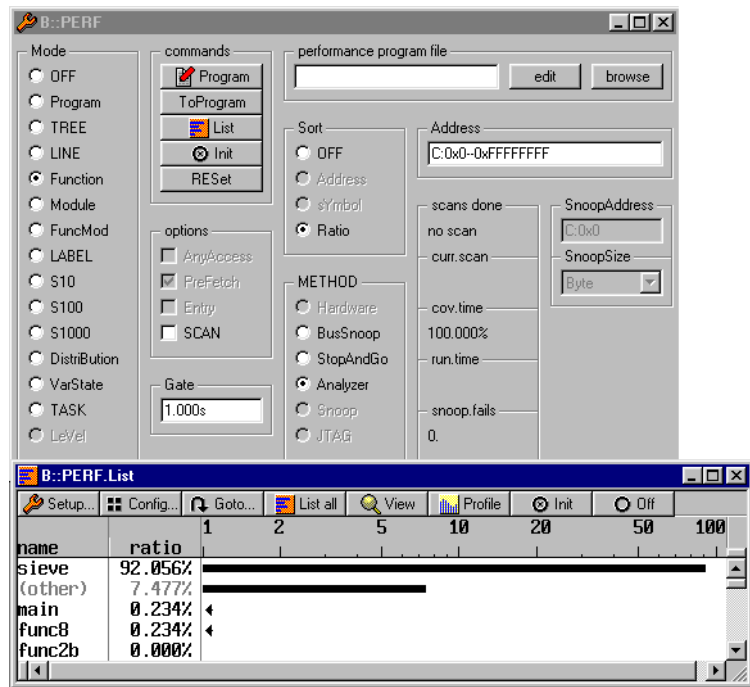 B::PERF
Mode
OFF
Program
TREE
LINE
Function
Module
FuncMod
LABEL
S10
S100
S1000
DistriBution
VarState
TASK
LeVel
commands
Program
ToProgram
List
Init
RESet
options
AnyAccess
PreFetch
Entry
SCAN
Gate
1.000s
performance program file
edit
browse
Sort
OFF
Address
sYmbol
Ratio
METHOD
Hardware
BusSnoop
StopAndGo
Analyzer
Snoop
JTAG
Address
C:0x0--0xFFFFFFFF
scans done
no scan
curr.scan
cov.time
100.000%
run.time
snoop.fails
0.
SnoopAddress
C:0x0
SnoopSize
Byte
B::PERF.List
Setup... Config... Goto... List all View Profile Init Off
1 2 5 10 20 50 100
name ratio
sieve 92.056%
(other) 7.477%
main 0.234%
func8 0.234%
func2b 0.000%